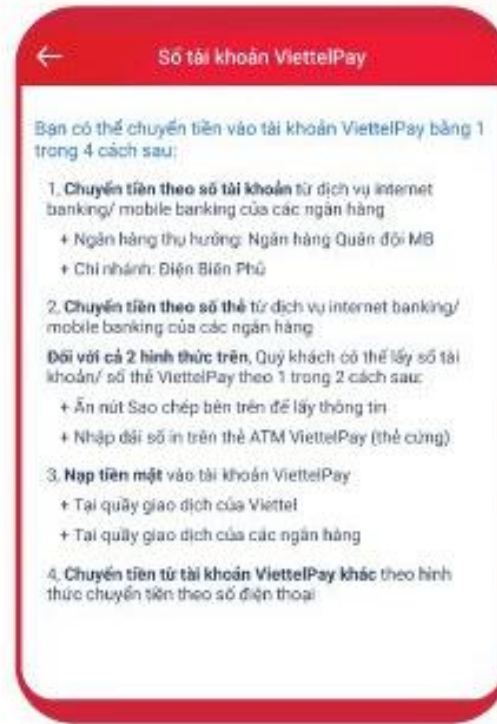 Số tài khoản ViettelPay
Bạn có thể chuyển tiền vào tài khoản ViettelPay bằng 1
trong 4 cách sau:
1. Chuyển tiền theo số tài khoản từ dịch vụ internet
banking/ mobile banking của các ngân hàng
+ Ngân hàng thụ hưởng: Ngân hàng Quân đội MB
+ Chi nhánh: Điện Biên Phủ
2. Chuyển tiền theo số thẻ từ dịch vụ internet banking/
mobile banking của các ngân hàng
Đối với cả 2 hình thức trên, Quý khách có thể lấy số tài
khoản/ số thẻ ViettelPay theo 1 trong 2 cách sau:
+ Ấn nút Sao chép bên trên để lấy thông tin
+ Nhập dải số in trên thẻ ATM ViettelPay (thẻ cứng)
3. Nạp tiền mặt vào tài khoản ViettelPay
+ Tại quầy giao dịch của Viettel
+ Tại quầy giao dịch của các ngân hàng
4. Chuyển tiền từ tài khoản ViettelPay khác theo hình
thức chuyển tiền theo số điện thoại